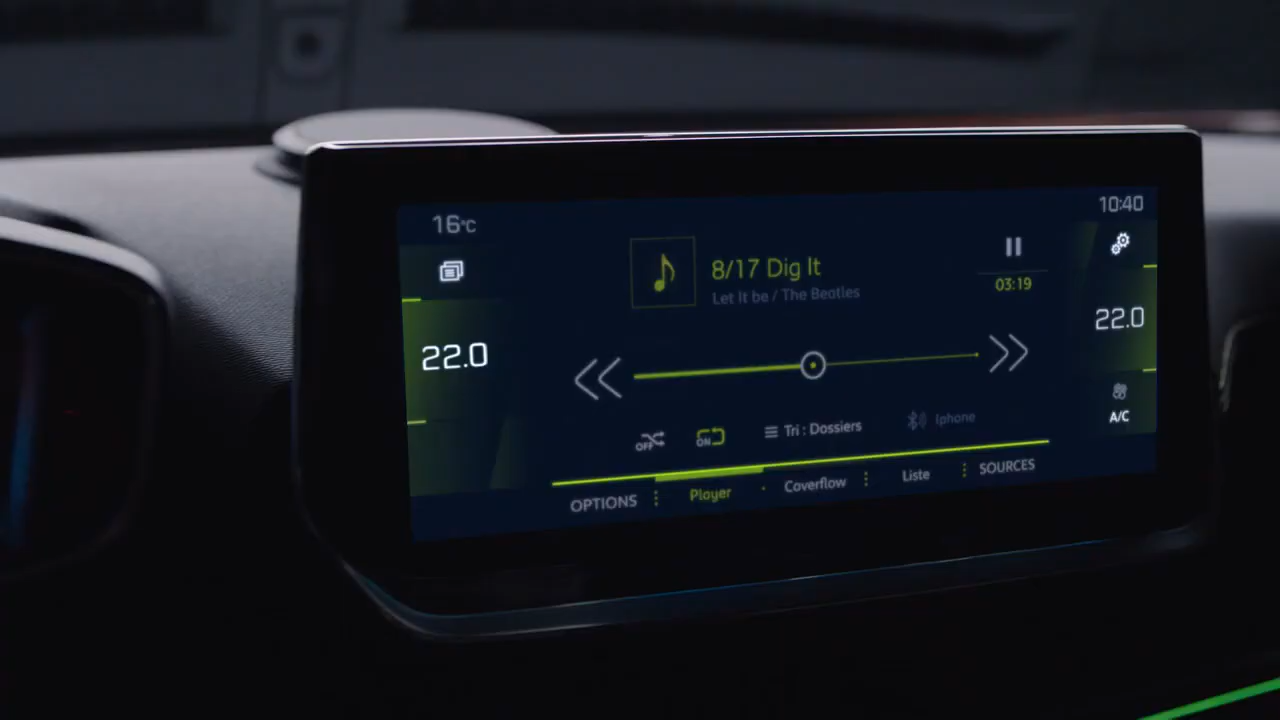 16°C
10:40
8/17 Dig It
Let It be / The Beatles
03:19
22.0
22.0
OFF
ON
Tri : Dossiers
Iphone
A/C
OPTIONS
Player
Coverflow
Liste
SOURCES